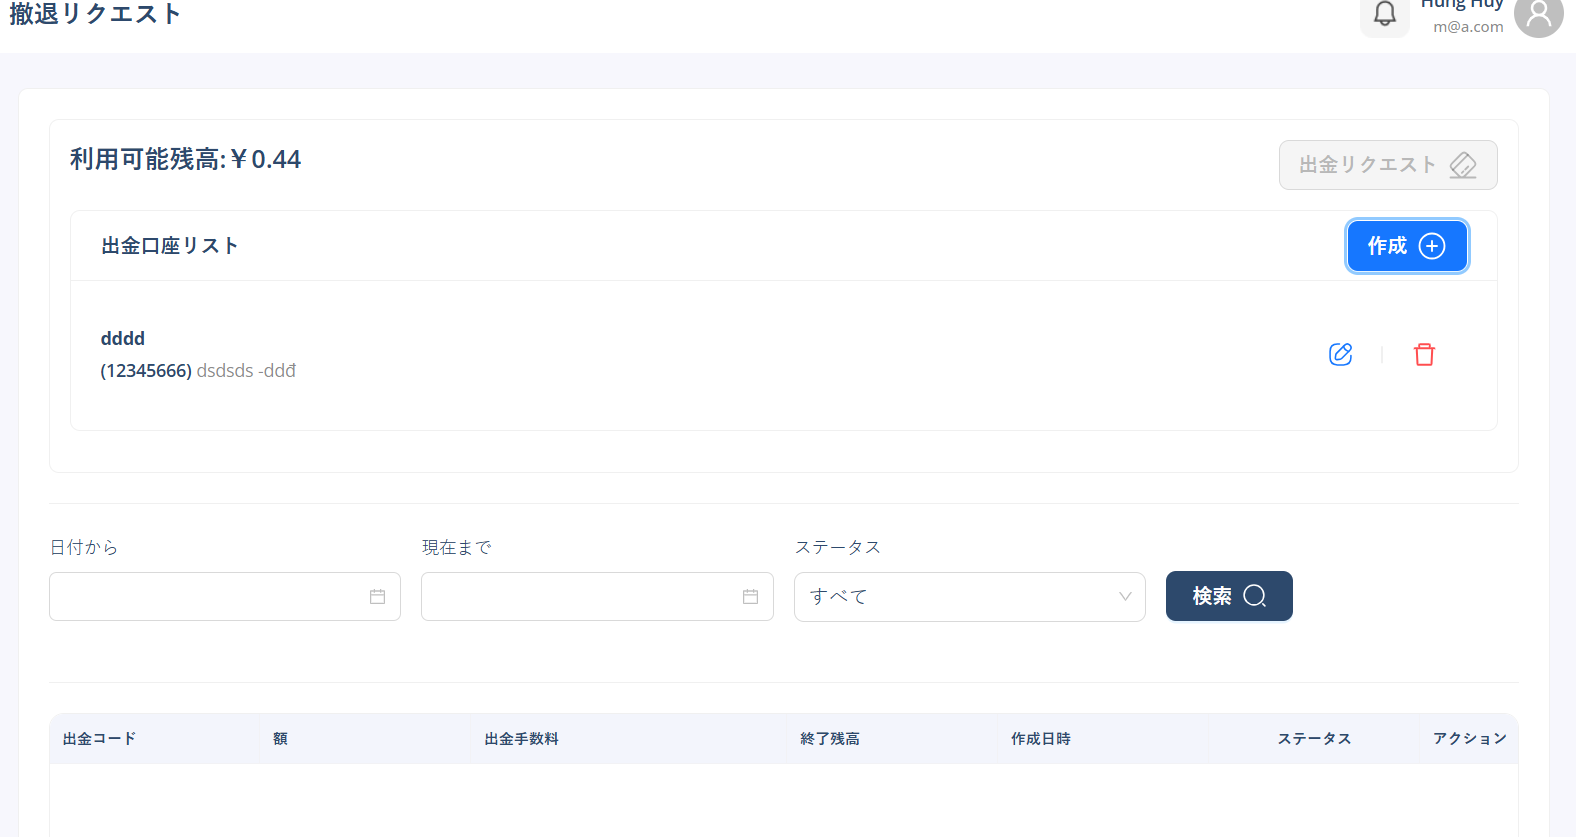 撤退リクエスト
Hung Huy
m@a.com
利用可能残高:￥0.44
出金リクエスト
出金口座リスト
作成
dddd
(12345666) dsdsds -ddđ
日付から
現在まで
ステータス
すべて
検索
出金コード 額 出金手数料 終了残高 作成日時 ステータス アクション